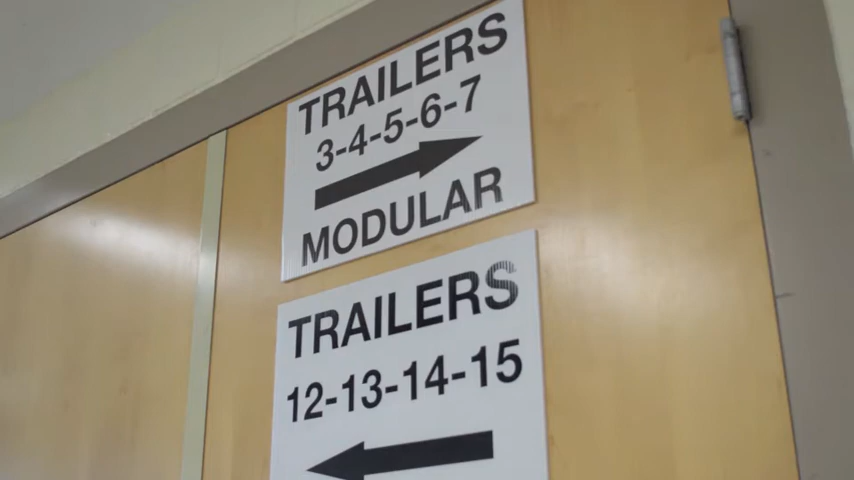 TRAILERS
3-4-5-6-7
MODULAR
TRAILERS
12-13-14-15